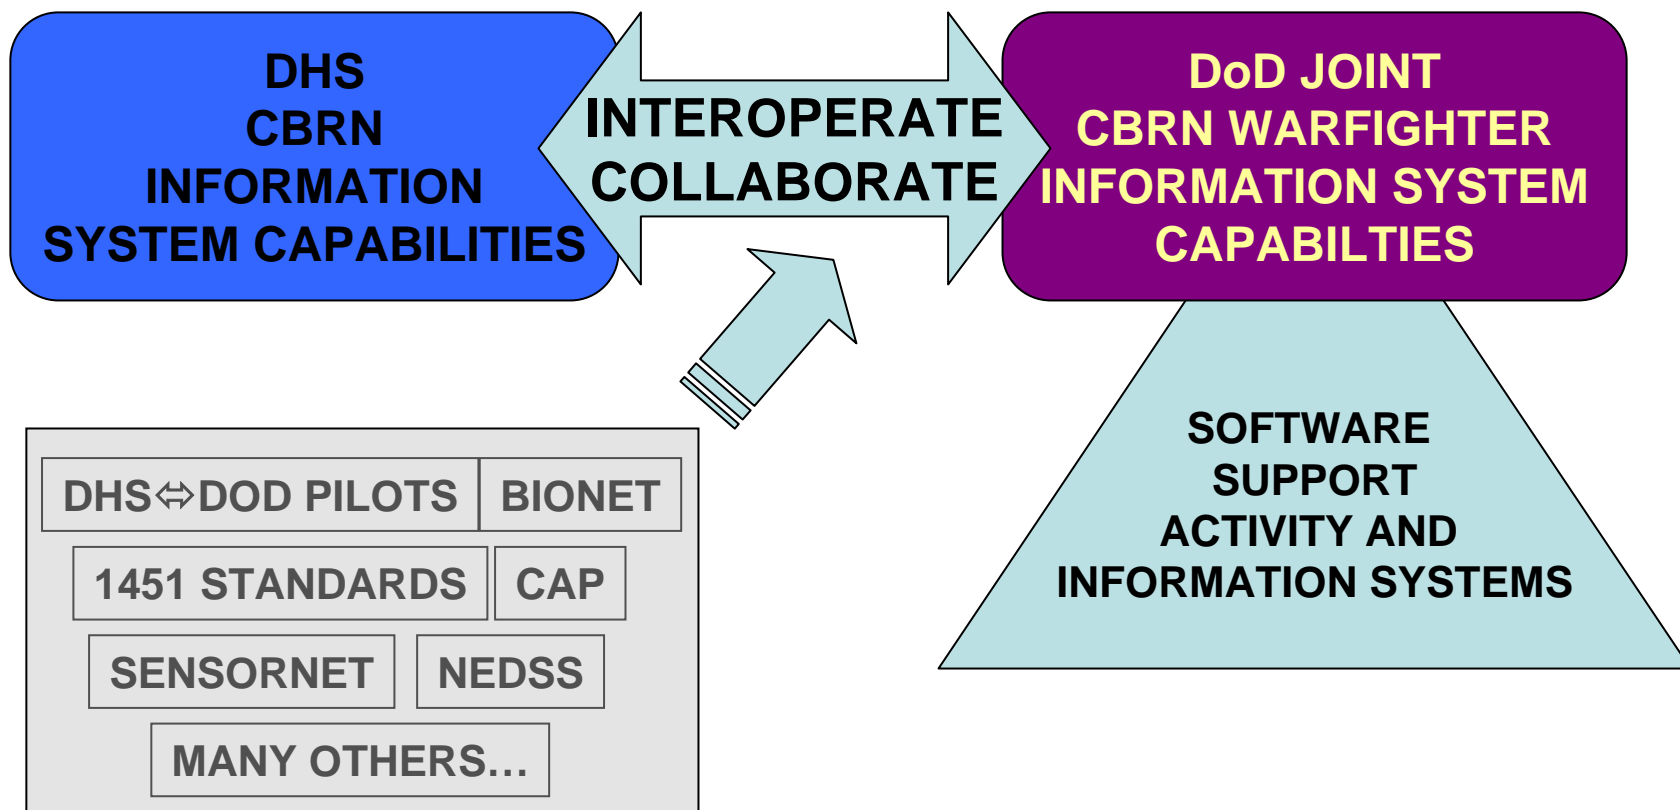 DHS
CBRN
INFORMATION
SYSTEM CAPABILITIES
INTEROPERATE
COLLABORATE
DoD JOINT
CBRN WARFIGHTER
INFORMATION SYSTEM
CAPABILTIES
DHS⬄DOD PILOTS
BIONET
1451 STANDARDS
CAP
SENSORNET
NEDSS
MANY OTHERS…
SOFTWARE
SUPPORT
ACTIVITY AND
INFORMATION SYSTEMS